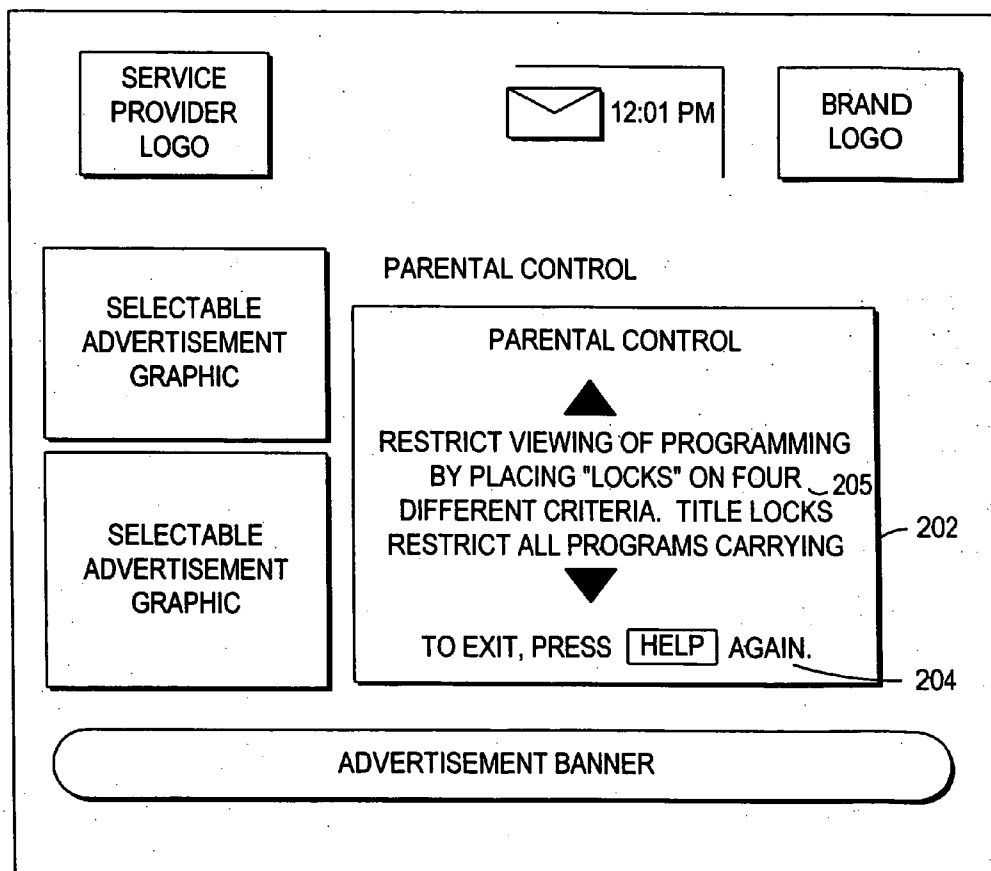 SERVICE
PROVIDER
LOGO
12:01 PM
BRAND
LOGO
SELECTABLE
ADVERTISEMENT
GRAPHIC
SELECTABLE
ADVERTISEMENT
GRAPHIC
PARENTAL CONTROL
PARENTAL CONTROL
RESTRICT VIEWING OF PROGRAMMING
BY PLACING "LOCKS" ON FOUR
205
DIFFERENT CRITERIA. TITLE LOCKS
RESTRICT ALL PROGRAMS CARRYING
202
TO EXIT, PRESS HELP AGAIN.
204
ADVERTISEMENT BANNER